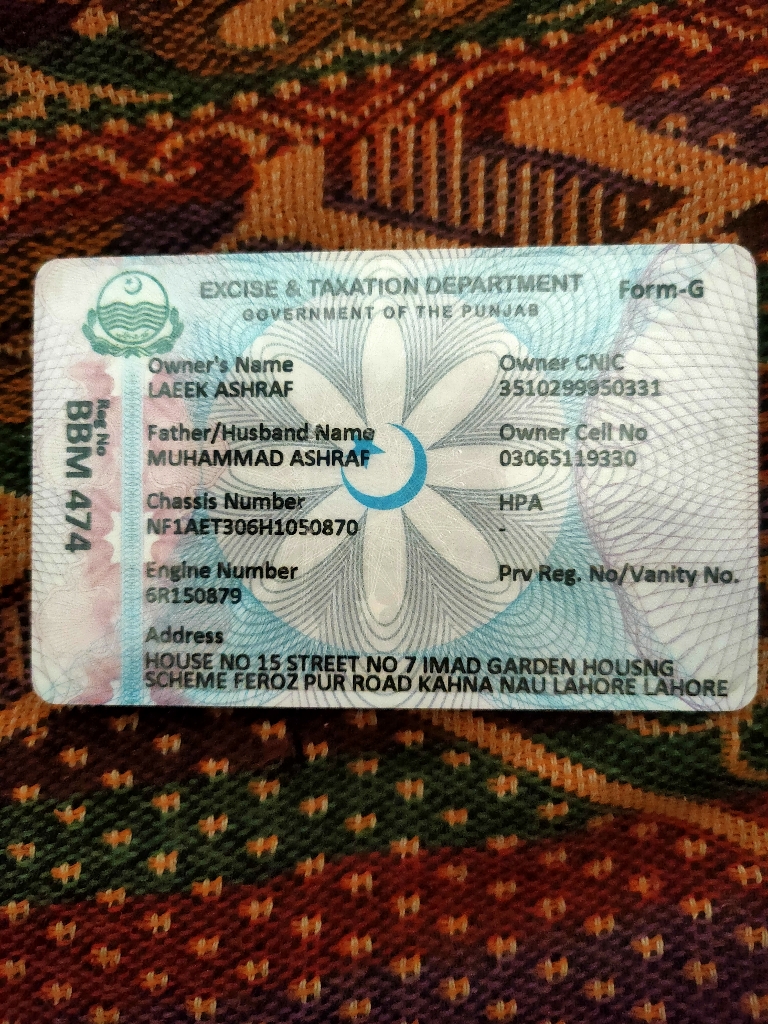 EXCISE & TAXATION DEPARTMENT
Form-G
GOVERNMENT OF THE PUNJAB
Reg No
BBM 474
Owner's Name
LAEEK ASHRAF
Owner CNIC
3510299950331
Father/Husband Name
MUHAMMAD ASHRAF
Owner Cell No
03065119330
Chassis Number
NF1AET306H1050870
HPA
-
Engine Number
6R150879
Prv Reg. No/Vanity No.
Address
HOUSE NO 15 STREET NO 7 IMAD GARDEN HOUSNG
SCHEME FEROZ PUR ROAD KAHNA NAU LAHORE LAHORE